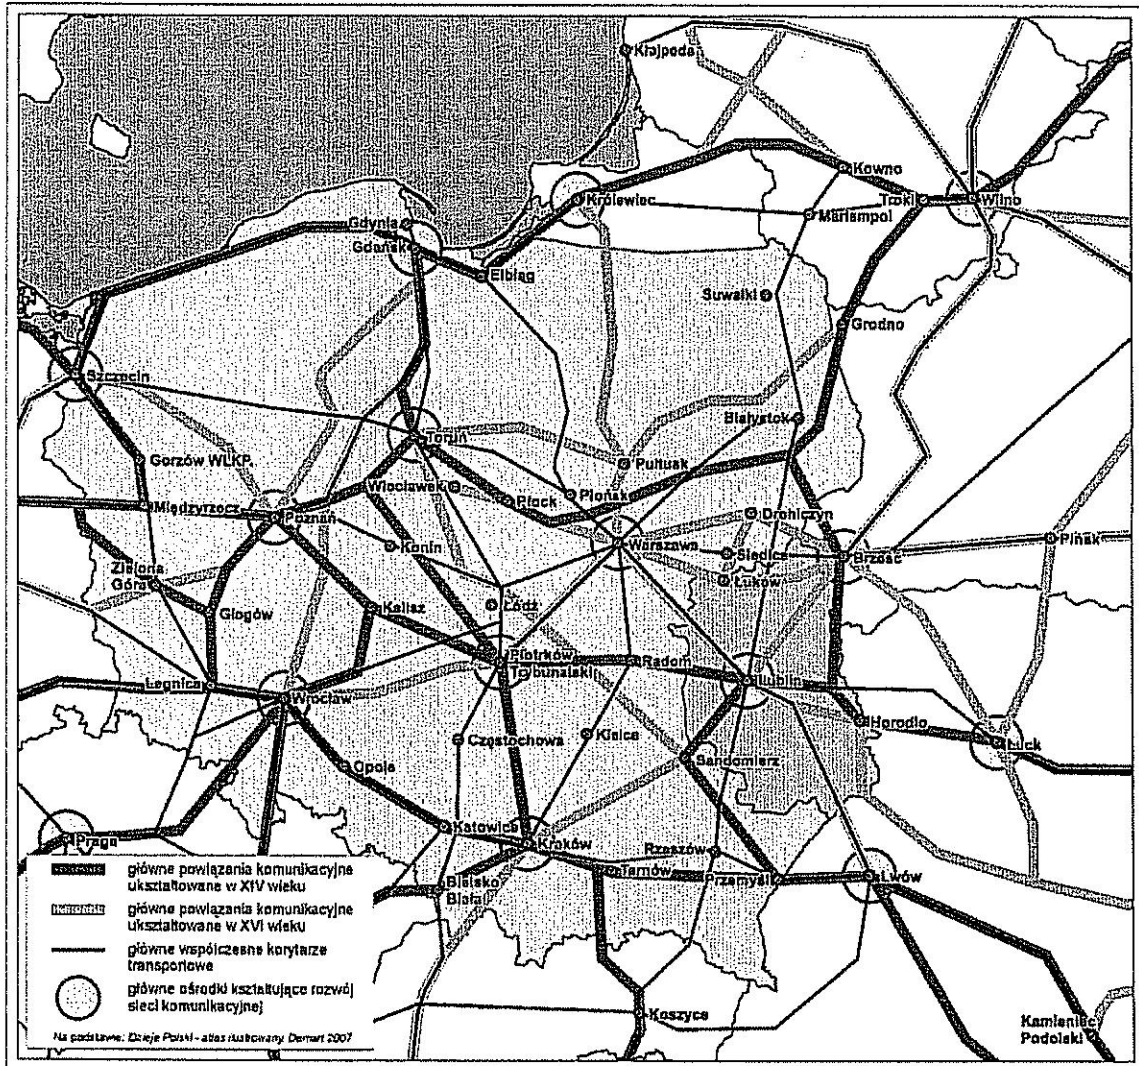 Kłajpeda
Kowno
Królewiec
Troki
Wilno
Mariampol
Gdynia
Gdańsk
Elbląg
Suwałki
Grodno
Szczecin
Białystok
Toruń
Gorzów WLKP.
Pułtusk
Włocławek
Płock
Płońsk
Międzyrzecz
Poznań
Drohiczyn
Konin
Warszawa
Siedlce
Brześć
Pińsk
Zielona
Góra
Łuków
Głogów
Kalisz
Łódź
Piotrków
Trybunalski
Radom
Legnica
Wrocław
Lublin
Horodło
Łuck
Częstochowa
Kielce
Sandomierz
Opole
Katowice
Kraków
Rzeszów
Praga
Tarnów
Przemyśl
Lwów
Bielsko
Biała
Koszyce
Kamieniec
Podolski
główne powiązania komunikacyjne
ukształtowane w XIV wieku
główne powiązania komunikacyjne
ukształtowane w XVI wieku
główne współczesne korytarze
transportowe
główne ośrodki kształtujące rozwój
sieci komunikacyjnej
Na podstawie: Dzieje Polski - atlas ilustrowany, Demart 2007